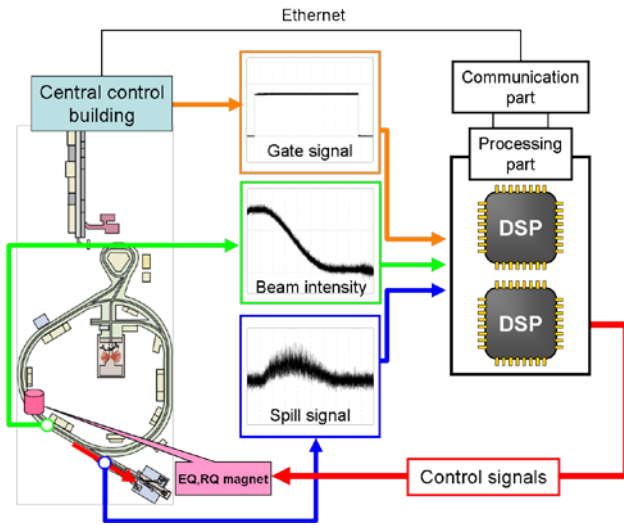 Ethernet
Central control
building
Communication
part
Gate signal
Processing
part
DSP
Beam intensity
DSP
Spill signal
EQ,RQ magnet
Control signals